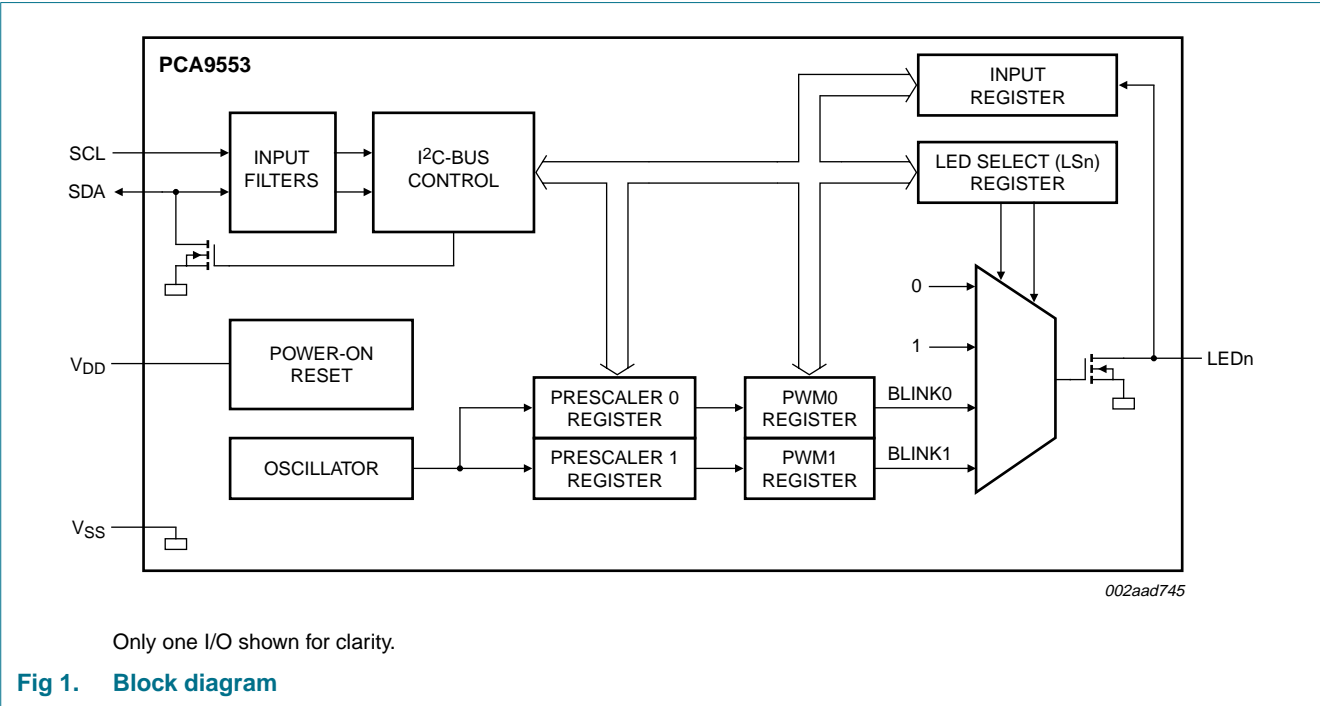 PCA9553
SCL
SDA
INPUT
FILTERS
I²C-BUS
CONTROL
INPUT
REGISTER
LED SELECT (LSn)
REGISTER
0
1
VDD
POWER-ON
RESET
OSCILLATOR
PRESCALER 0
REGISTER
PRESCALER 1
REGISTER
PWM0
REGISTER
PWM1
REGISTER
BLINK0
BLINK1
LEDn
VSS
002aad745
Only one I/O shown for clarity.
Fig 1. Block diagram